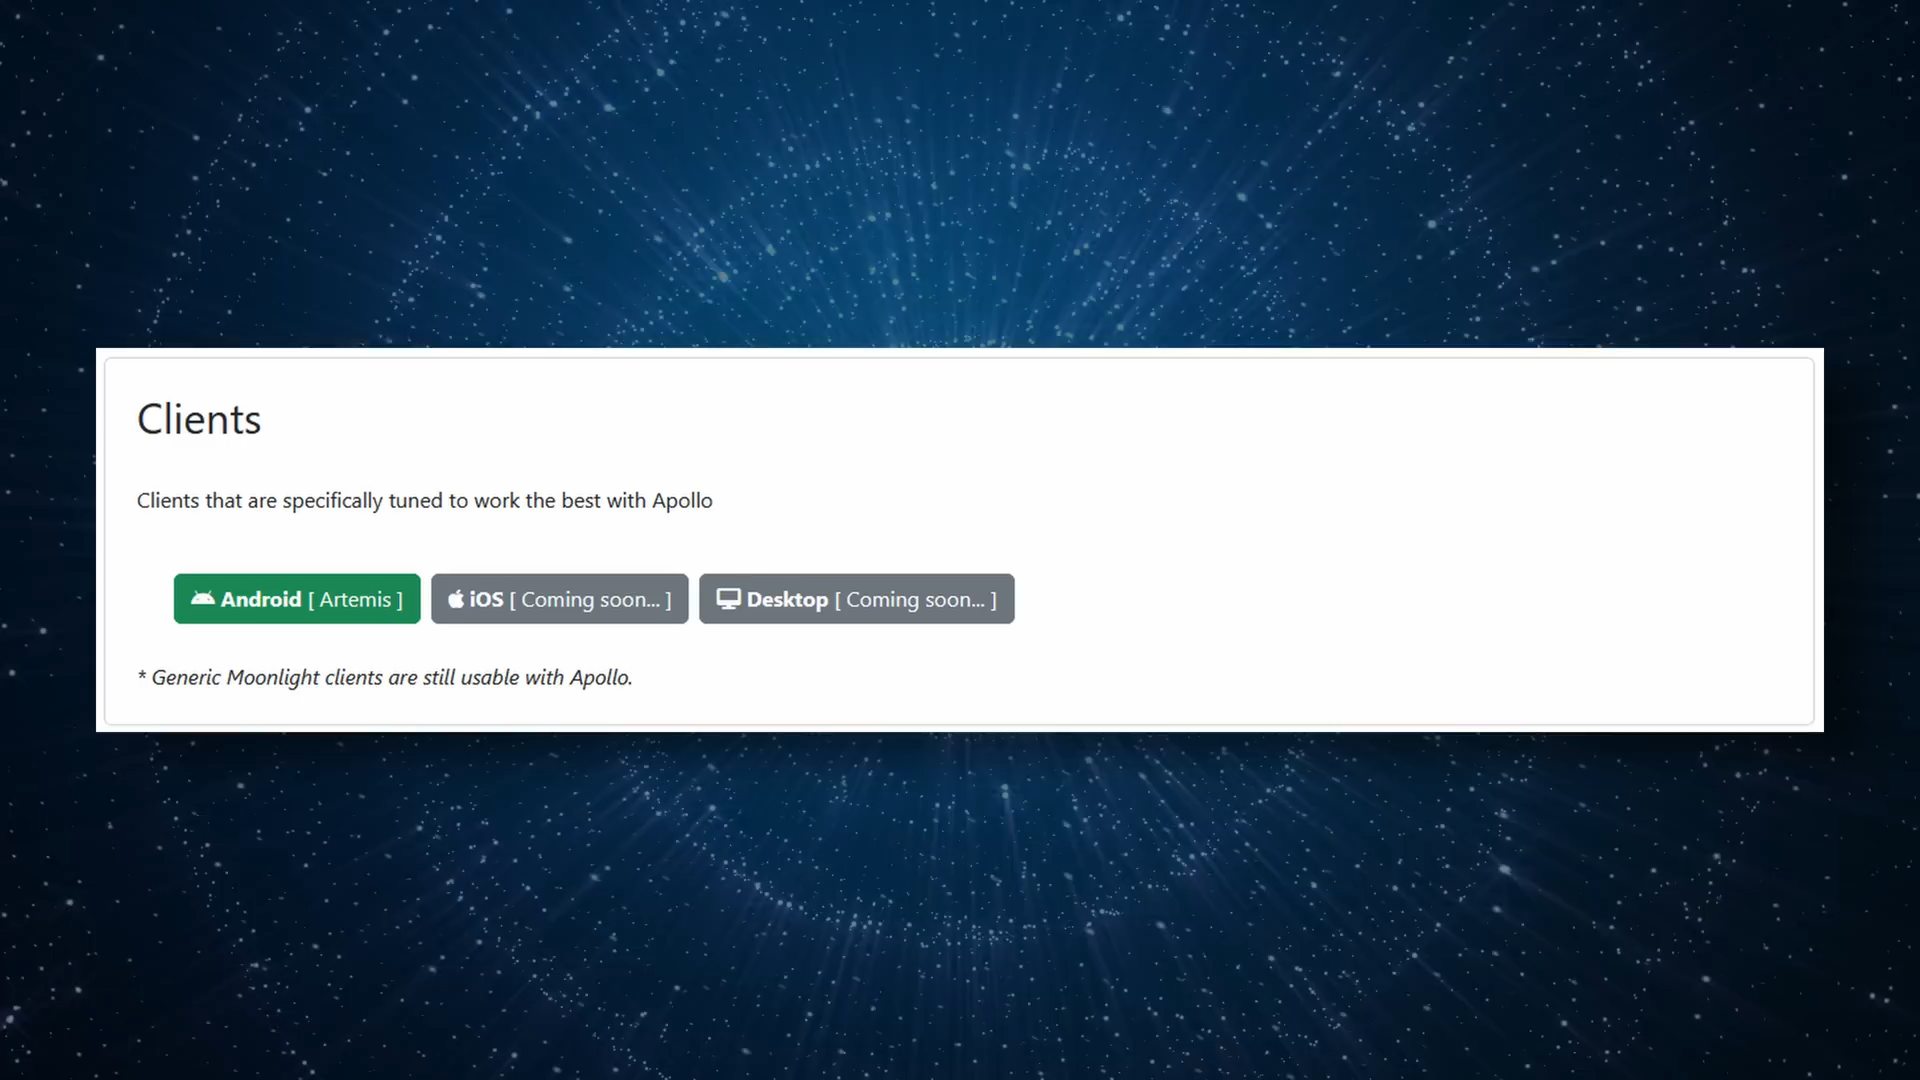 Clients
Clients that are specifically tuned to work the best with Apollo
Android [ Artemis ] iOS [ Coming soon... ] Desktop [ Coming soon... ]
* Generic Moonlight clients are still usable with Apollo.